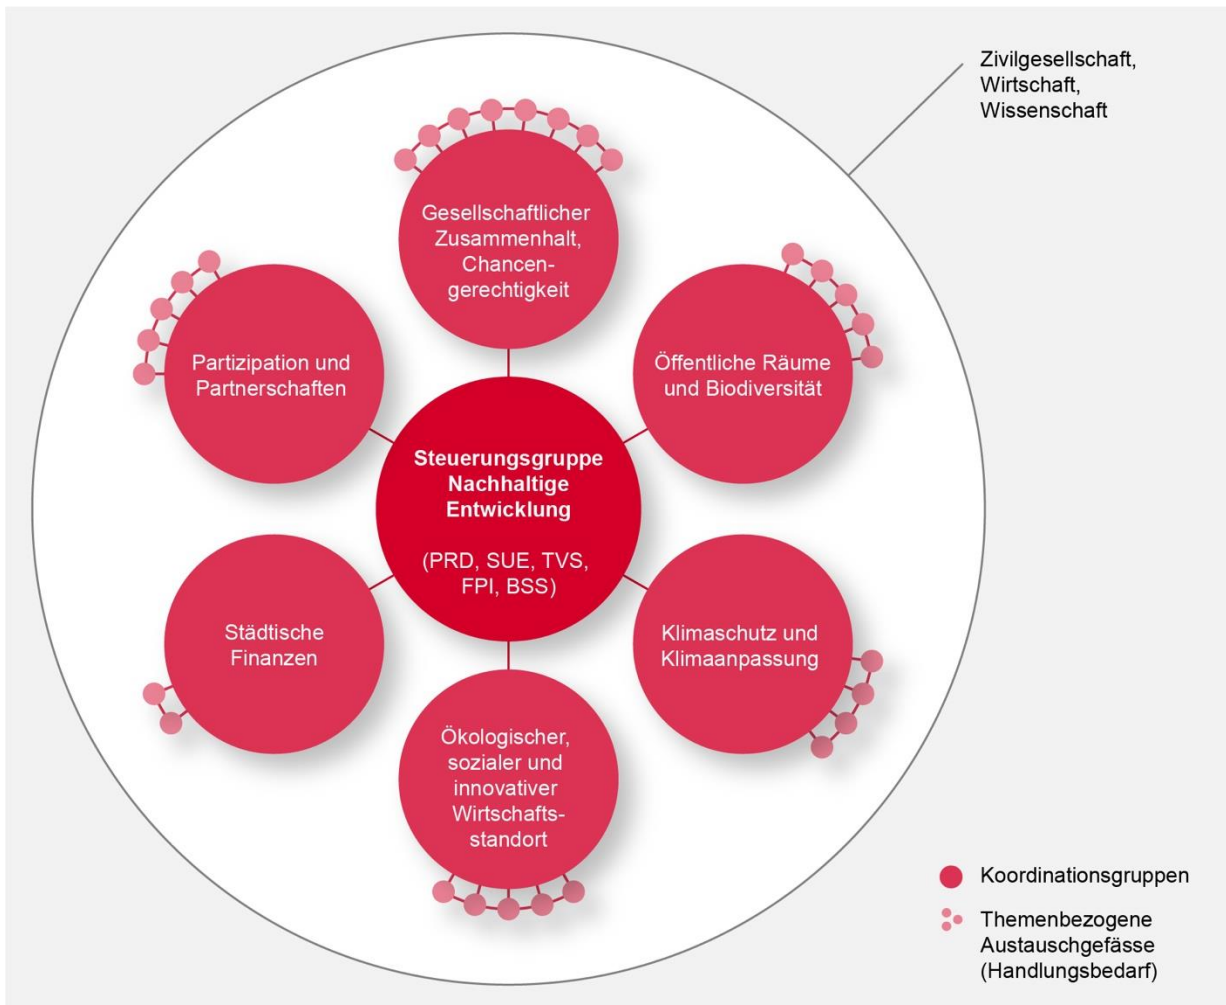 Zivilgesellschaft,
Wirtschaft,
Wissenschaft
Gesellschaftlicher
Zusammenhalt,
Chancen-
gerechtigkeit
Partizipation und
Partnerschaften
Öffentliche Räume
und Biodiversität
Steuerungsgruppe
Nachhaltige
Entwicklung
(PRD, SUE, TVS,
FPI, BSS)
Städtische
Finanzen
Klimaschutz und
Klimaanpassung
Ökologischer,
sozialer und
innovativer
Wirtschafts-
standort
Koordinationsgruppen
Themenbezogene
Austauschgefässe
(Handlungsbedarf)